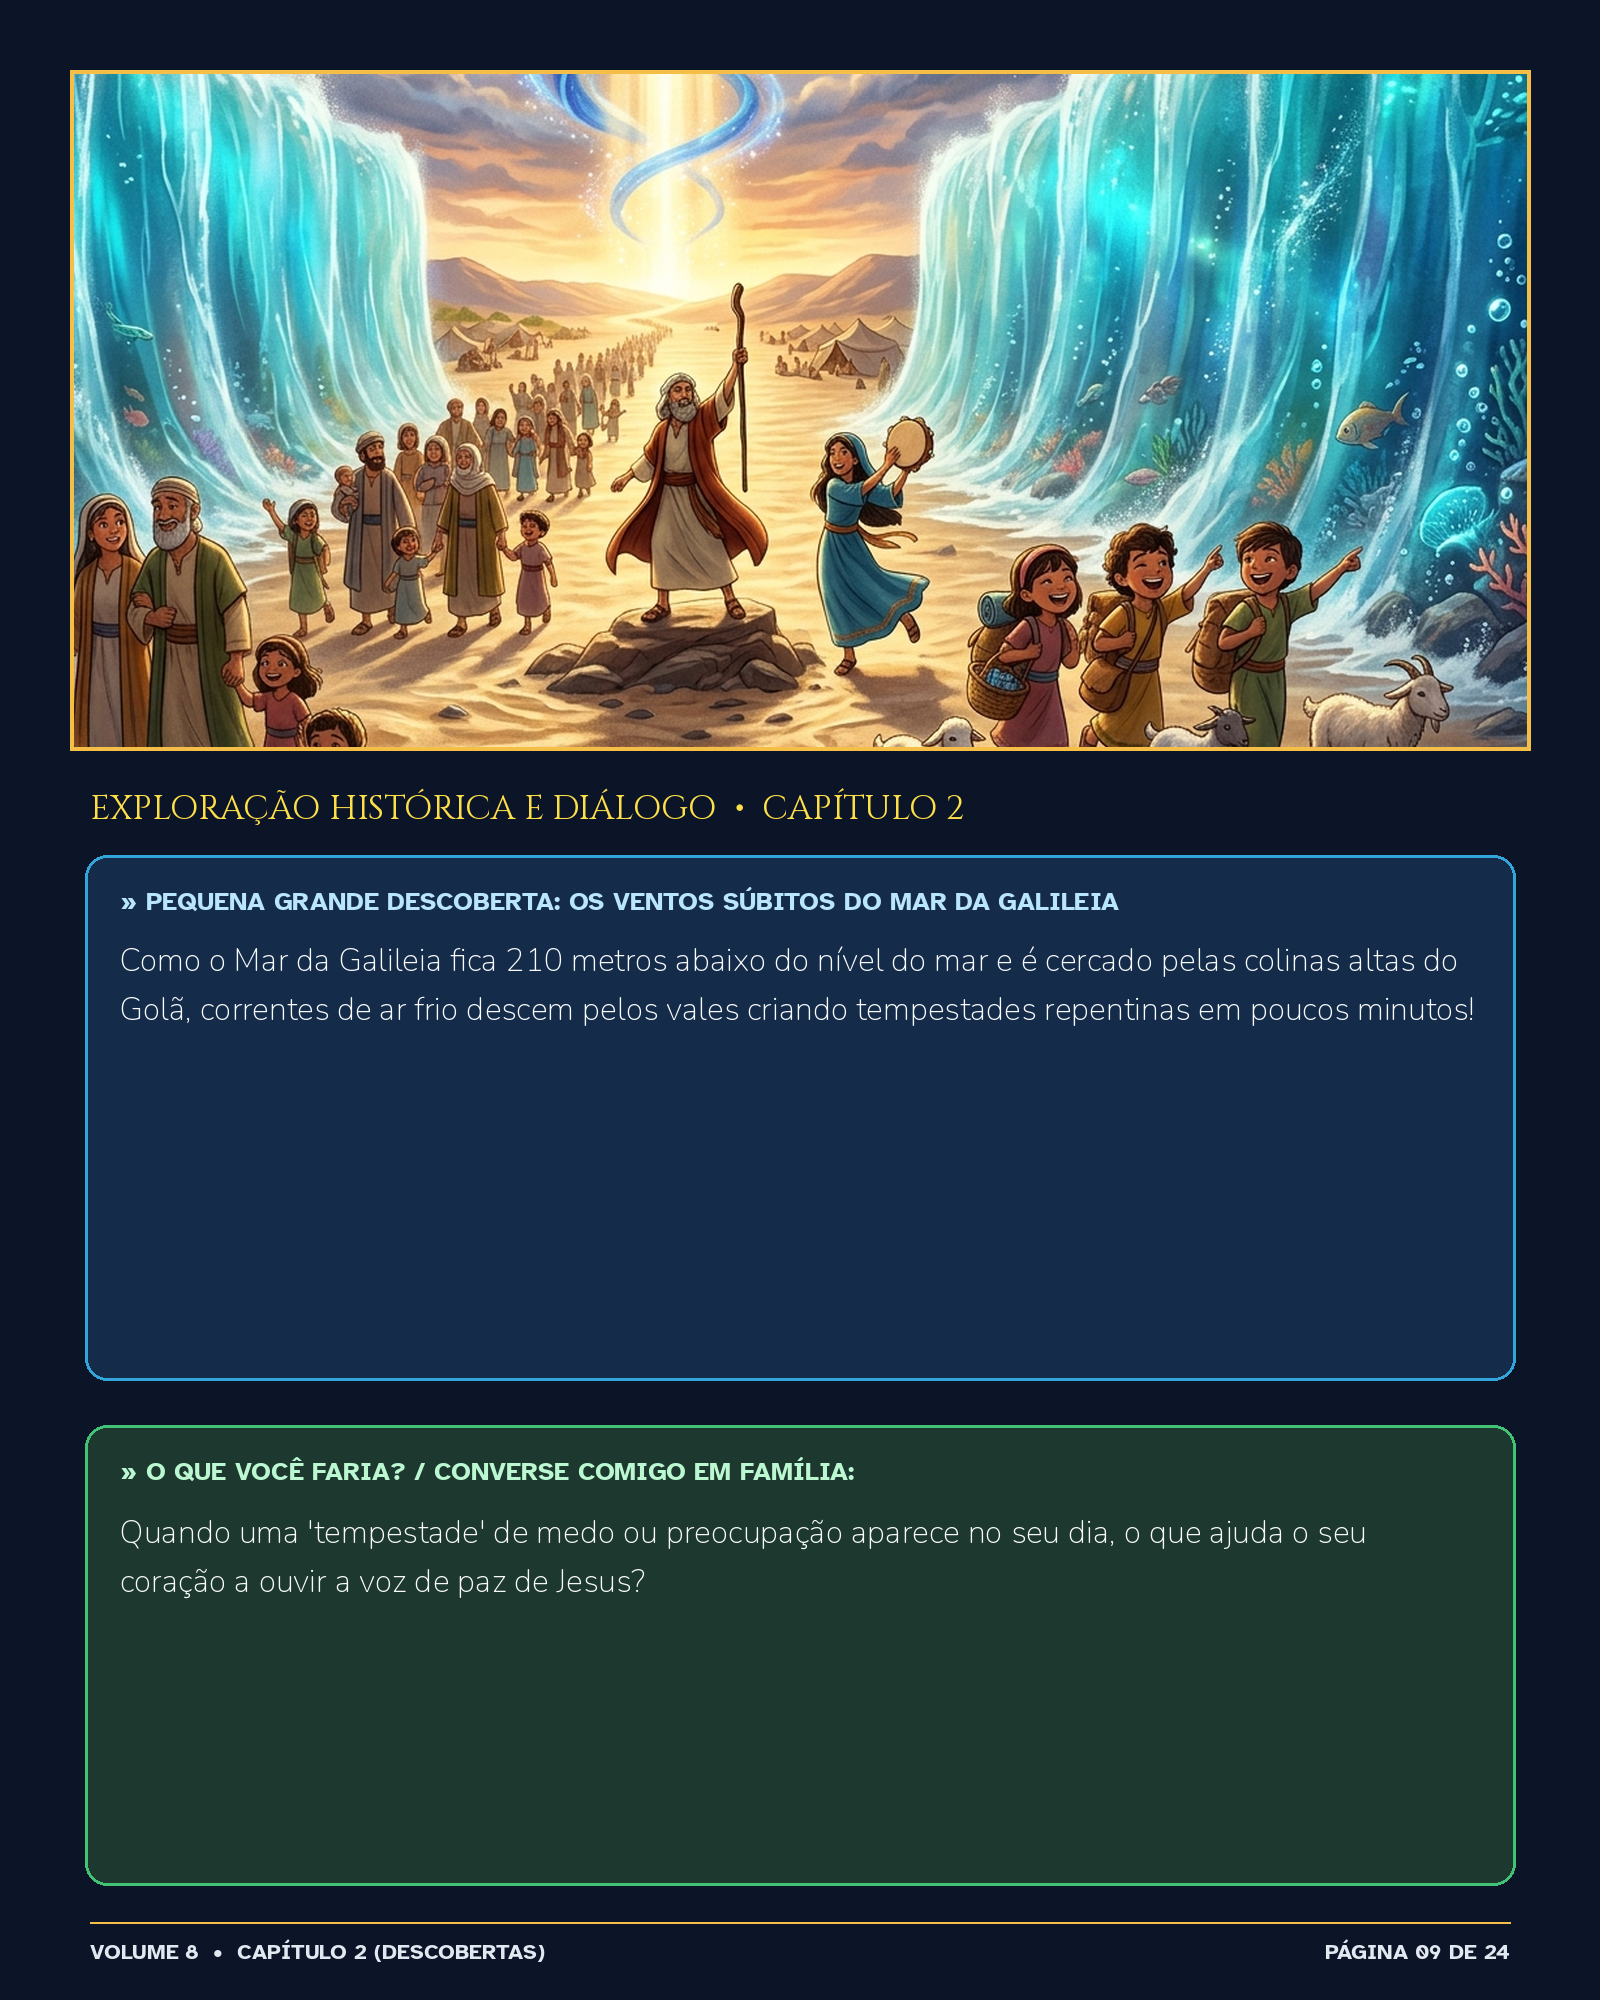 EXPLORAÇÃO HISTÓRICA E DIÁLOGO • CAPÍTULO 2
» PEQUENA GRANDE DESCOBERTA: OS VENTOS SÚBITOS DO MAR DA GALILEIA
Como o Mar da Galileia fica 210 metros abaixo do nível do mar e é cercado pelas colinas altas do
Golã, correntes de ar frio descem pelos vales criando tempestades repentinas em poucos minutos!
» O QUE VOCÊ FARIA? / CONVERSE COMIGO EM FAMÍLIA:
Quando uma 'tempestade' de medo ou preocupação aparece no seu dia, o que ajuda o seu
coração a ouvir a voz de paz de Jesus?
VOLUME 8 • CAPÍTULO 2 (DESCOBERTAS)
PÁGINA 09 DE 24